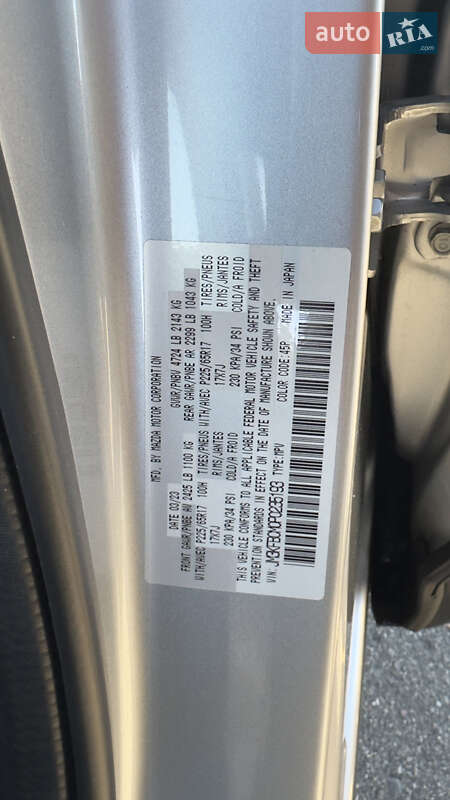 auto RIA.com
MFD. BY MAZDA MOTOR CORPORATION
DATE 03/23 GVWR/PNBV 4724 LB 2143 KG
FRONT GAWR/PNBE AV 2425 LB 1100 KG REAR GAWR/PNBE AR 2299 LB 1043 KG
WITH/AVEC P225/65R17 100H TIRES/PNEUS WITH/AVEC P225/65R17 100H TIRES/PNEUS
17X7J RIMS/JANTES 17X7J RIMS/JANTES
230 KPA/34 PSI COLD/A FROID 230 KPA/34 PSI COLD/A FROID
THIS VEHICLE CONFORMS TO ALL APPLICABLE FEDERAL MOTOR VEHICLE SAFETY AND THEFT
PREVENTION STANDARDS IN EFFECT ON THE DATE OF MANUFACTURE SHOWN ABOVE.
VIN: TYPE:MPV COLOR CODE:45P MADE IN JAPAN